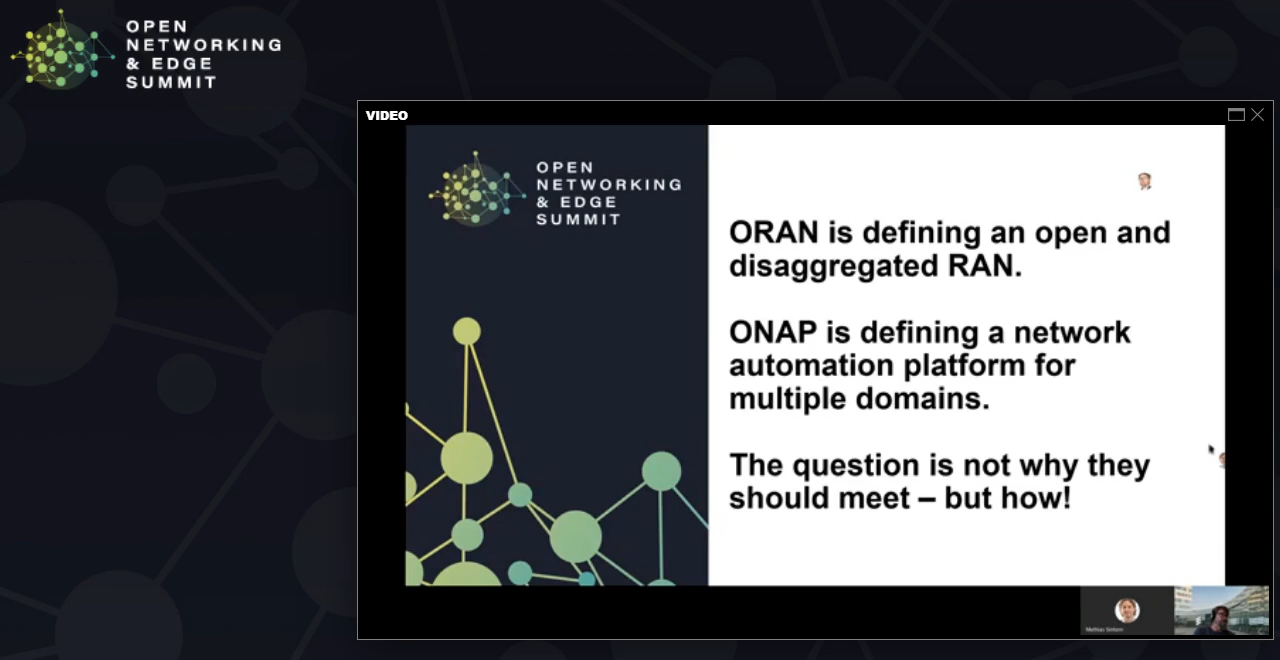 OPEN
NETWORKING
& EDGE
SUMMIT
VIDEO
OPEN
NETWORKING
& EDGE
SUMMIT
ORAN is defining an open and
disaggregated RAN.
ONAP is defining a network
automation platform for
multiple domains.
The question is not why they
should meet – but how!